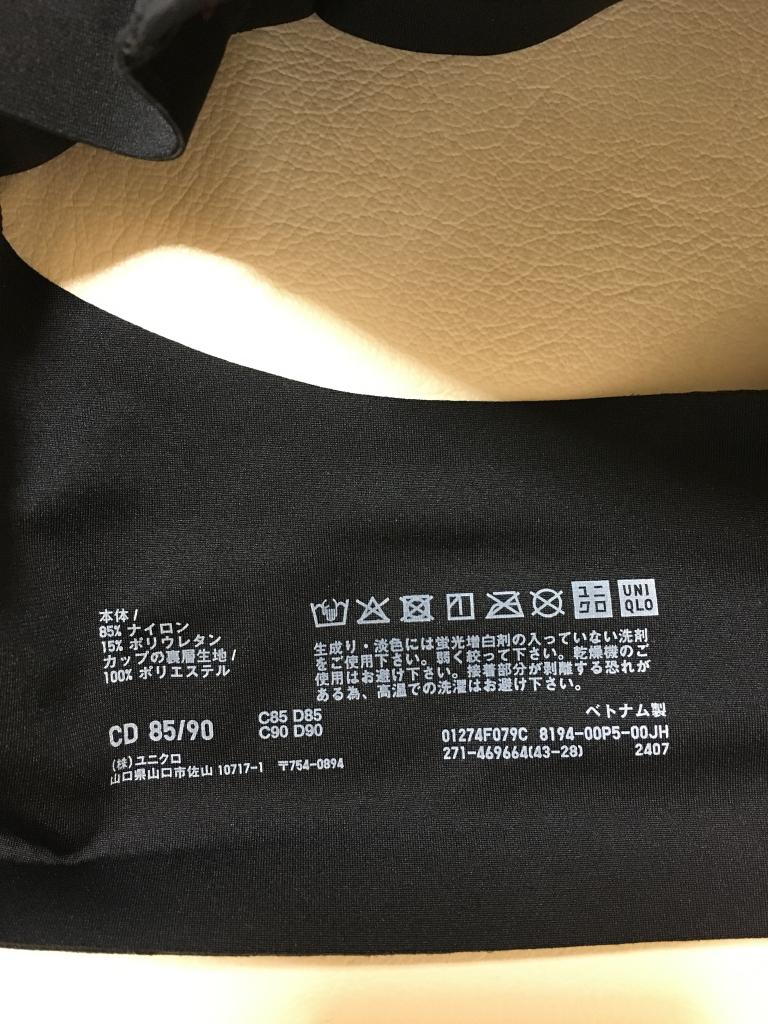 本体/
85% ナイロン
15% ポリウレタン
カップの裏層生地/
100% ポリエステル
CD 85/90
C85 D85
C90 D90
(株)ユニクロ
山口県山口市佐山 10717-1 〒754-0894
ユニクロ
UNIQLO
生成り・淡色には蛍光増白剤の入っていない洗剤
をご使用下さい。弱く絞って下さい。乾燥機のご
使用はお避け下さい。接着部分が剥離する恐れが
ある為、高温での洗濯はお避け下さい。
ベトナム製
01274F079C 8194-00P5-00JH
271-469664(43-28) 2407